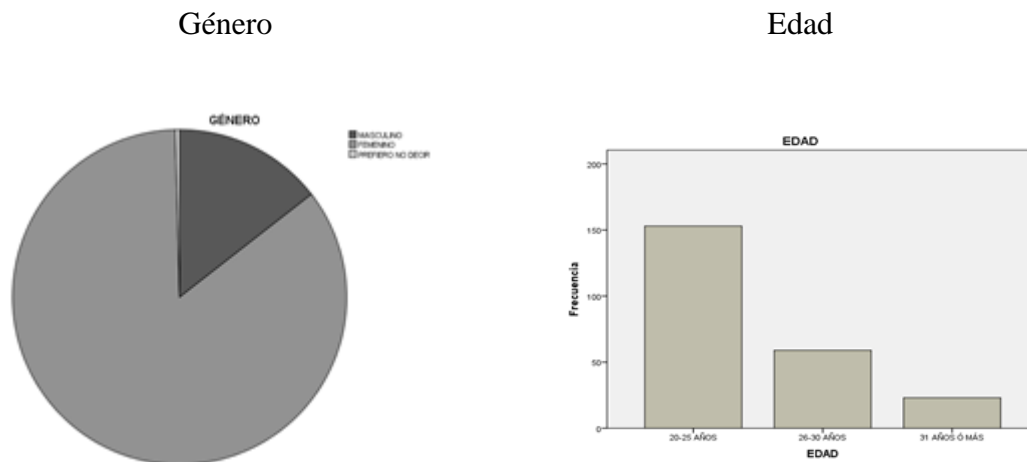 Género
Edad
GÉNERO
MASCULINO
FEMENINO
PREFIERO NO DECIR
EDAD
200
150
100
50
0
Frecuencia
20-25 AÑOS
26-30 AÑOS
31 AÑOS Ó MÁS
EDAD